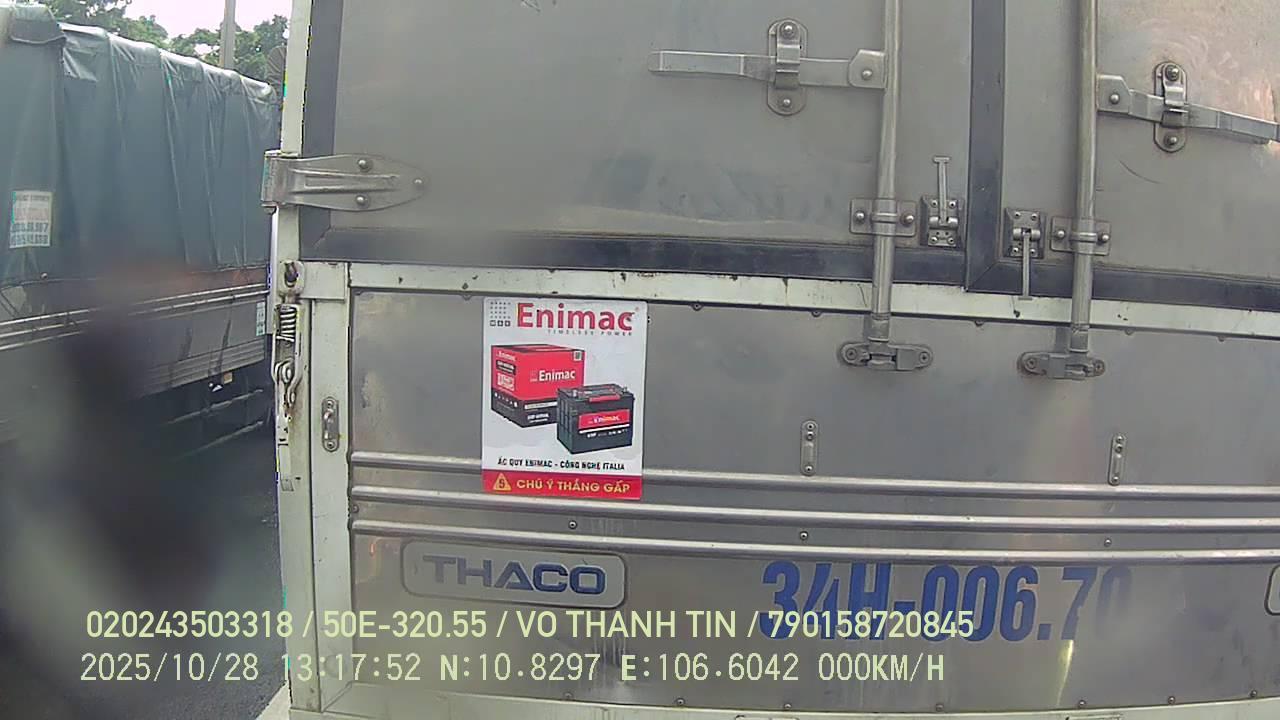 Enimac
TIMELESS POWER
Enimac
Enimac
ẮC QUY ENIMAC - CÔNG NGHỆ ITALIA
CHÚ Ý THẮNG GẤP
THACO
34H-006.70
020243503318 / 50E-320.55 / VO THANH TIN / 790158720845
2025/10/28 13:17:52 N:10.8297 E:106.6042 000KM/H